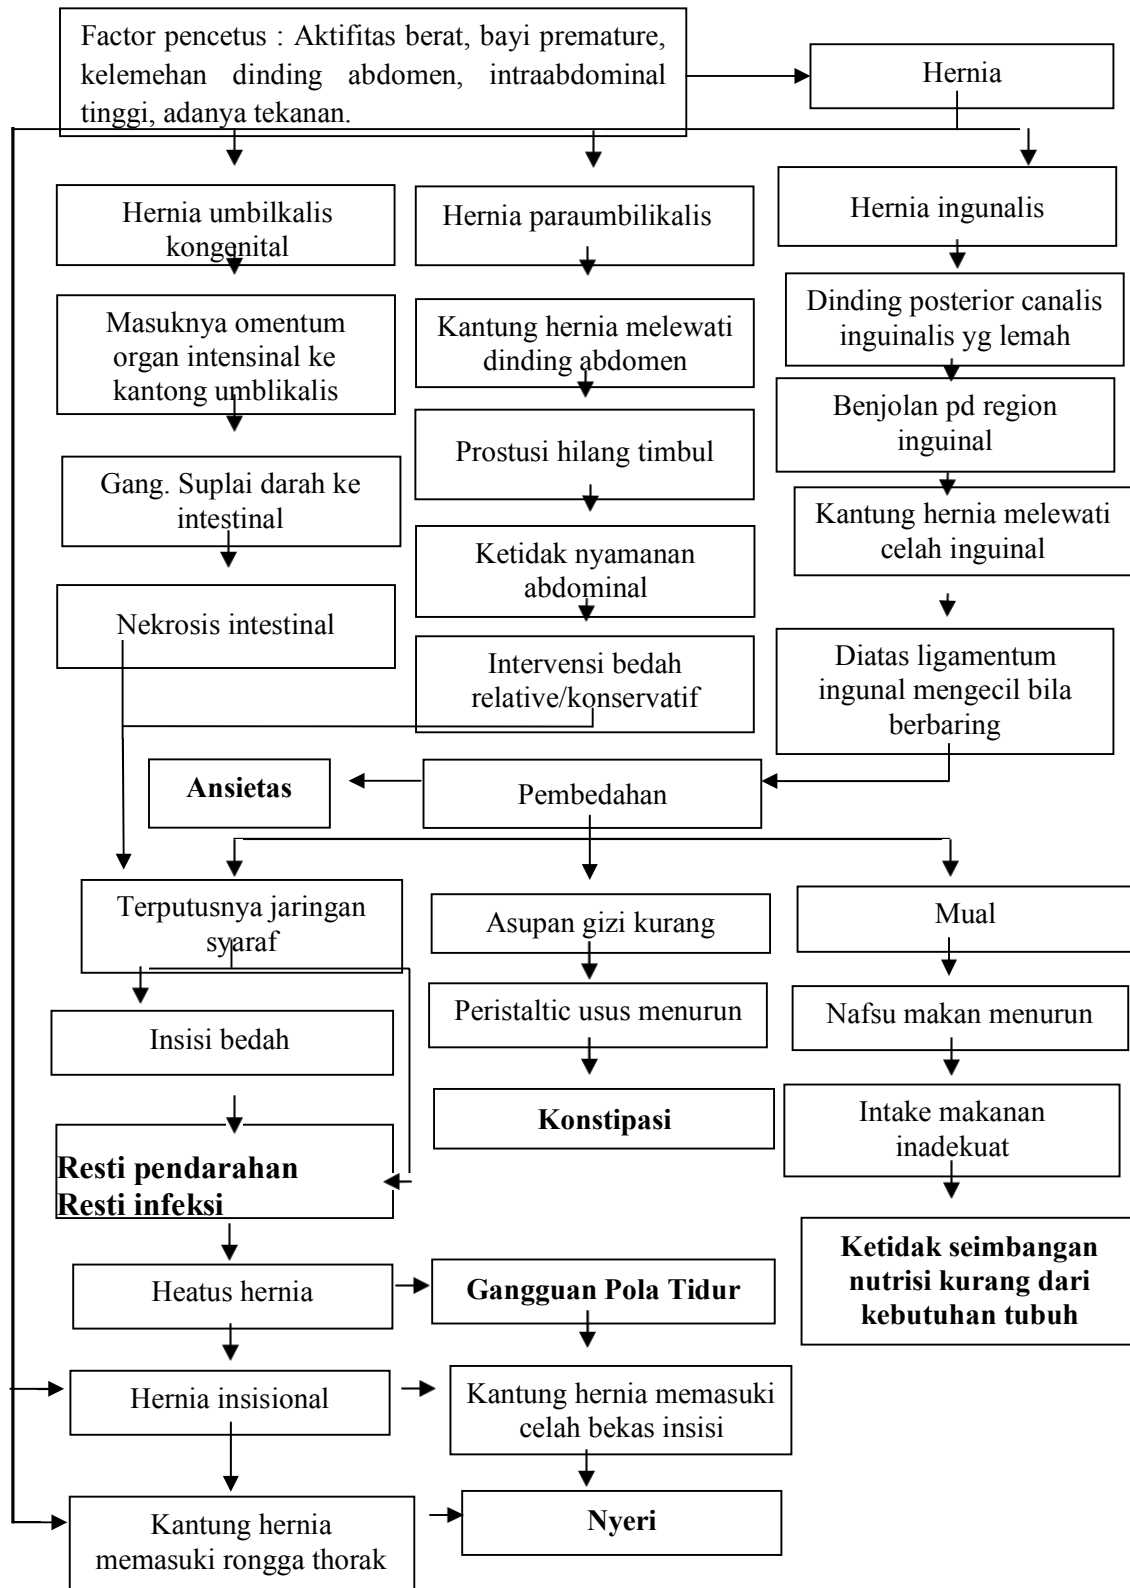 Factor pencetus : Aktifitas berat, bayi premature,
kelemehan dinding abdomen, intraabdominal
tinggi, adanya tekanan.
Hernia
Hernia umbilkalis
kongenital
Hernia paraumbilikalis
Hernia ingunalis
Masuknya omentum
organ intensinal ke
kantong umblikalis
Kantung hernia melewati
dinding abdomen
Dinding posterior canalis
inguinalis yg lemah
Benjolan pd region
inguinal
Prostusi hilang timbul
Gang. Suplai darah ke
intestinal
Kantung hernia melewati
celah inguinal
Ketidak nyamanan
abdominal
Nekrosis intestinal
Intervensi bedah
relative/konservatif
Diatas ligamentum
ingunal mengecil bila
berbaring
Ansietas
Pembedahan
Terputusnya jaringan
syaraf
Asupan gizi kurang
Mual
Insisi bedah
Peristaltic usus menurun
Nafsu makan menurun
Konstipasi
Intake makanan
inadekuat
Resti pendarahan
Resti infeksi
Ketidak seimbangan
nutrisi kurang dari
kebutuhan tubuh
Heatus hernia
Gangguan Pola Tidur
Hernia insisional
Kantung hernia memasuki
celah bekas insisi
Kantung hernia
memasuki rongga thorak
Nyeri